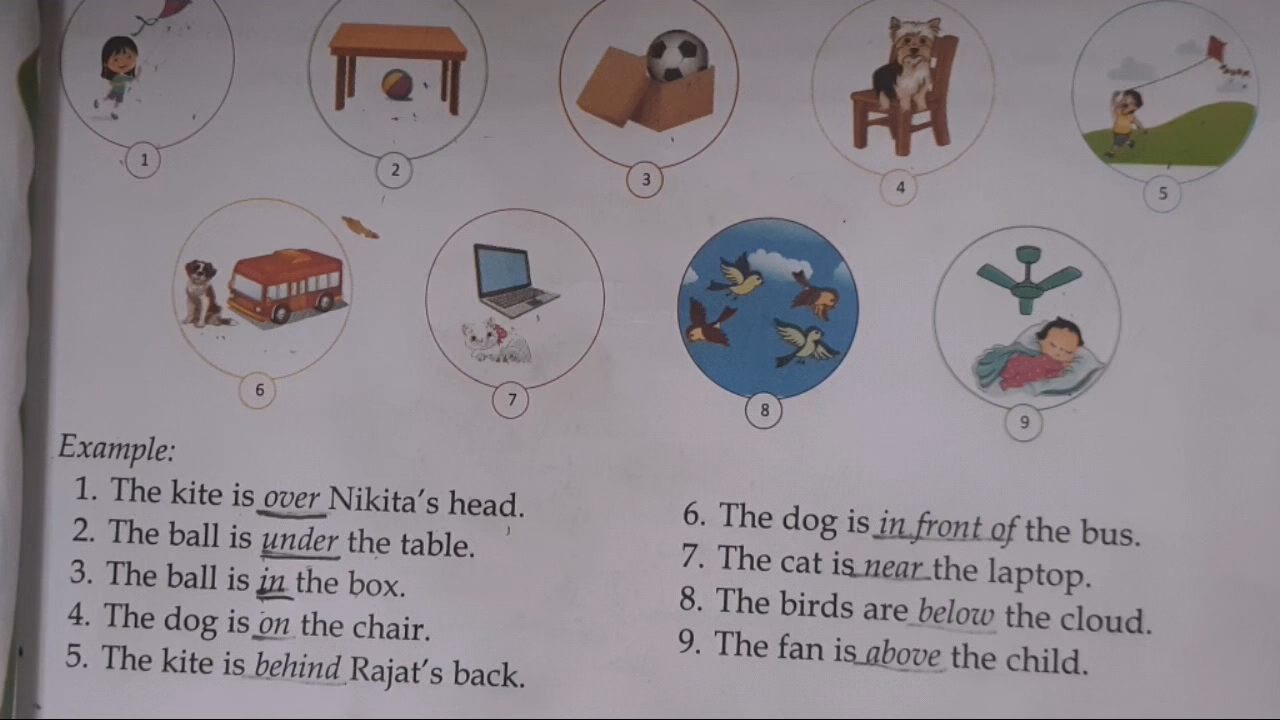 1
2
3
4
5
6
7
8
9
Example:
1. The kite is over Nikita's head.
2. The ball is under the table.
3. The ball is in the box.
4. The dog is on the chair.
5. The kite is behind Rajat's back.
6. The dog is in front of the bus.
7. The cat is near the laptop.
8. The birds are below the cloud.
9. The fan is above the child.